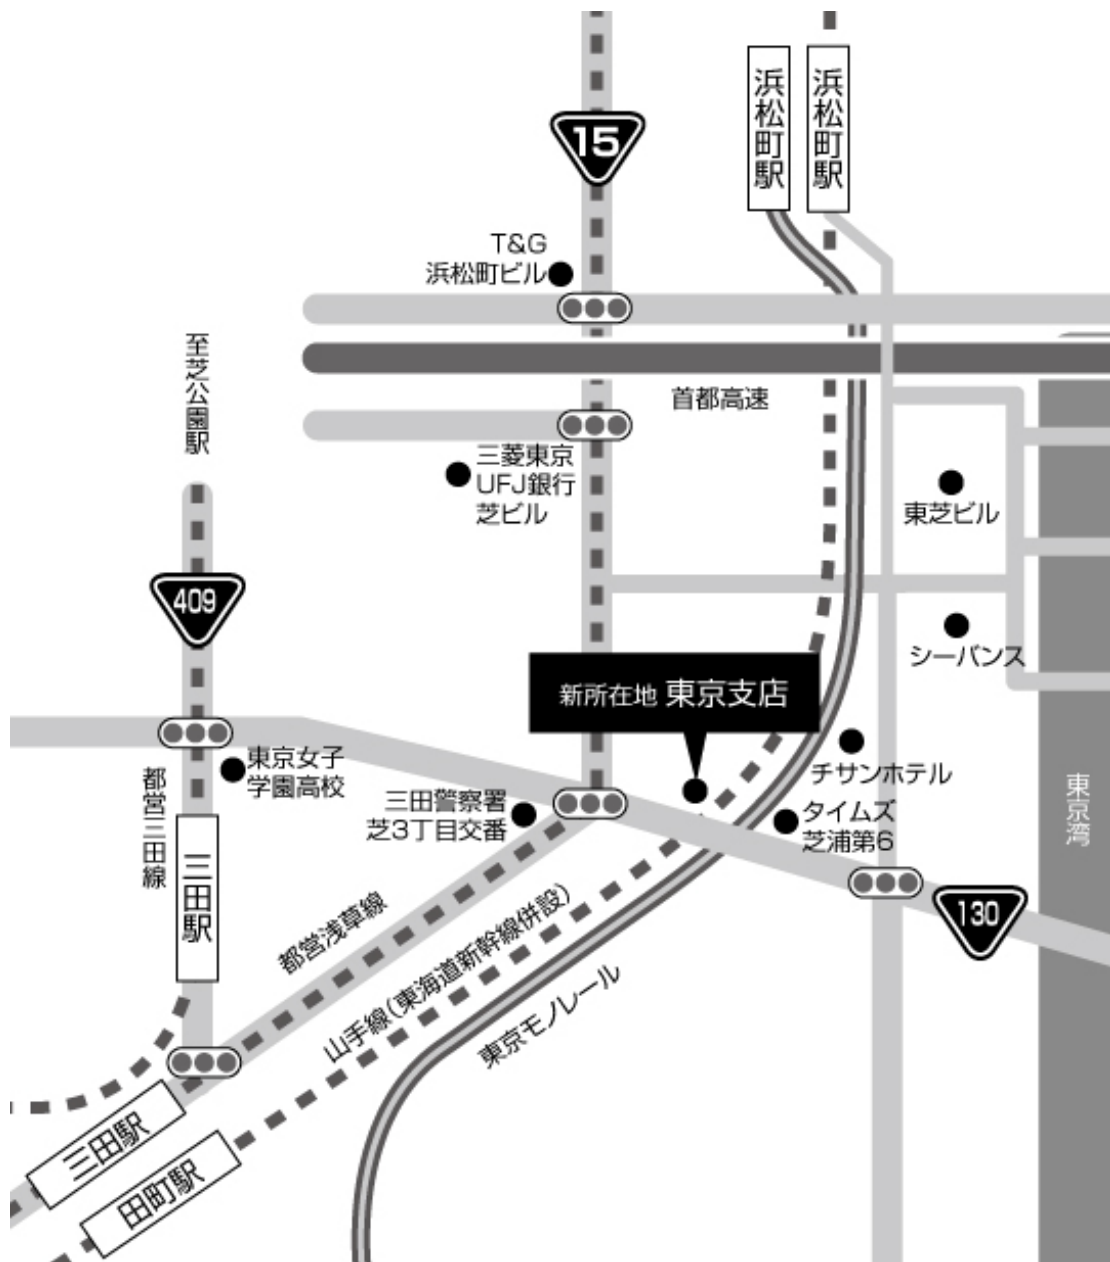 浜松町駅
浜松町駅
15
T&G
浜松町ビル
至芝公園駅
首都高速
三菱東京
UFJ銀行
芝ビル
東芝ビル
409
シーバンス
新所在地 東京支店
東京女子
学園高校
都営三田線
三田警察署
芝3丁目交番
チサンホテル
タイムズ
芝浦第6
東京湾
三田駅
130
都営浅草線
山手線(東海道新幹線併設)
東京モノレール
三田駅
田町駅